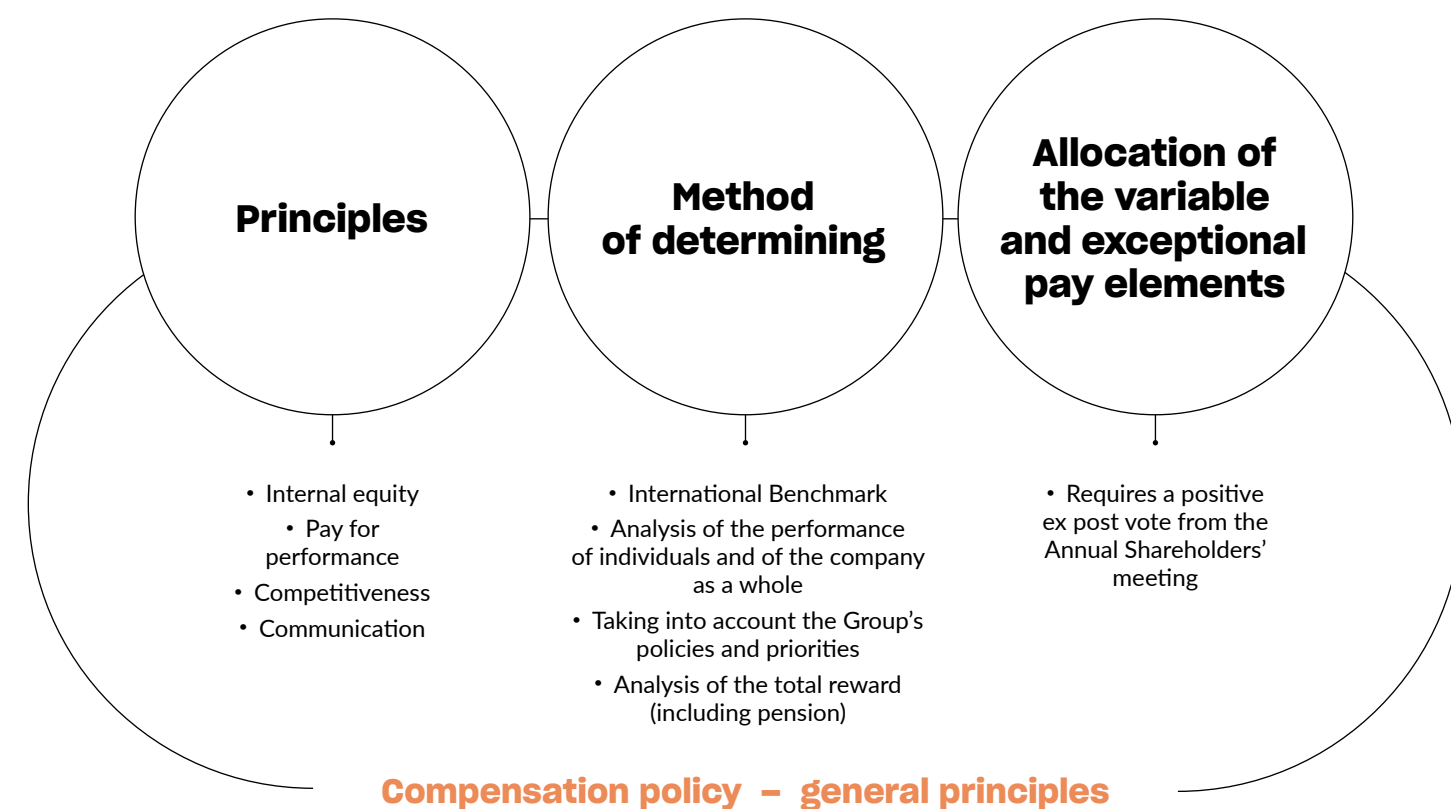 Principles
Method
of determining
Allocation of
the variable
and exceptional
pay elements
• Internal equity
• Pay for
performance
• Competitiveness
• Communication
• International Benchmark
• Analysis of the performance
of individuals and of the company
as a whole
• Taking into account the Group’s
policies and priorities
• Analysis of the total reward
(including pension)
• Requires a positive
ex post vote from the
Annual Shareholders’
meeting
Compensation policy – general principles